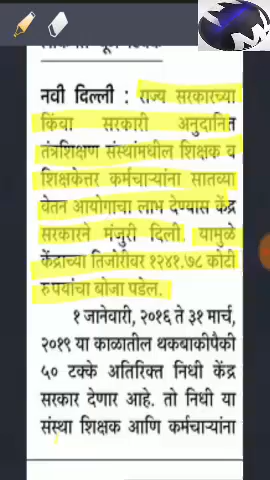 नवी दिल्ली : राज्य सरकारच्या
किंवा सरकारी अनुदानित
तंत्रशिक्षण संस्थांमधील शिक्षक व
शिक्षकेत्तर कर्मचाऱ्यांना सातव्या
वेतन आयोगाचा लाभ देण्यास केंद्र
सरकारने मंजुरी दिली. यामुळे
केंद्राच्या तिजोरीवर १२४१.७८ कोटी
रुपयांचा बोजा पडेल.
१ जानेवारी, २०१६ ते ३१ मार्च,
२०१९ या काळातील थकबाकीपैकी
५० टक्के अतिरिक्त निधी केंद्र
सरकार देणार आहे. तो निधी या
संस्था शिक्षक आणि कर्मचाऱ्यांना